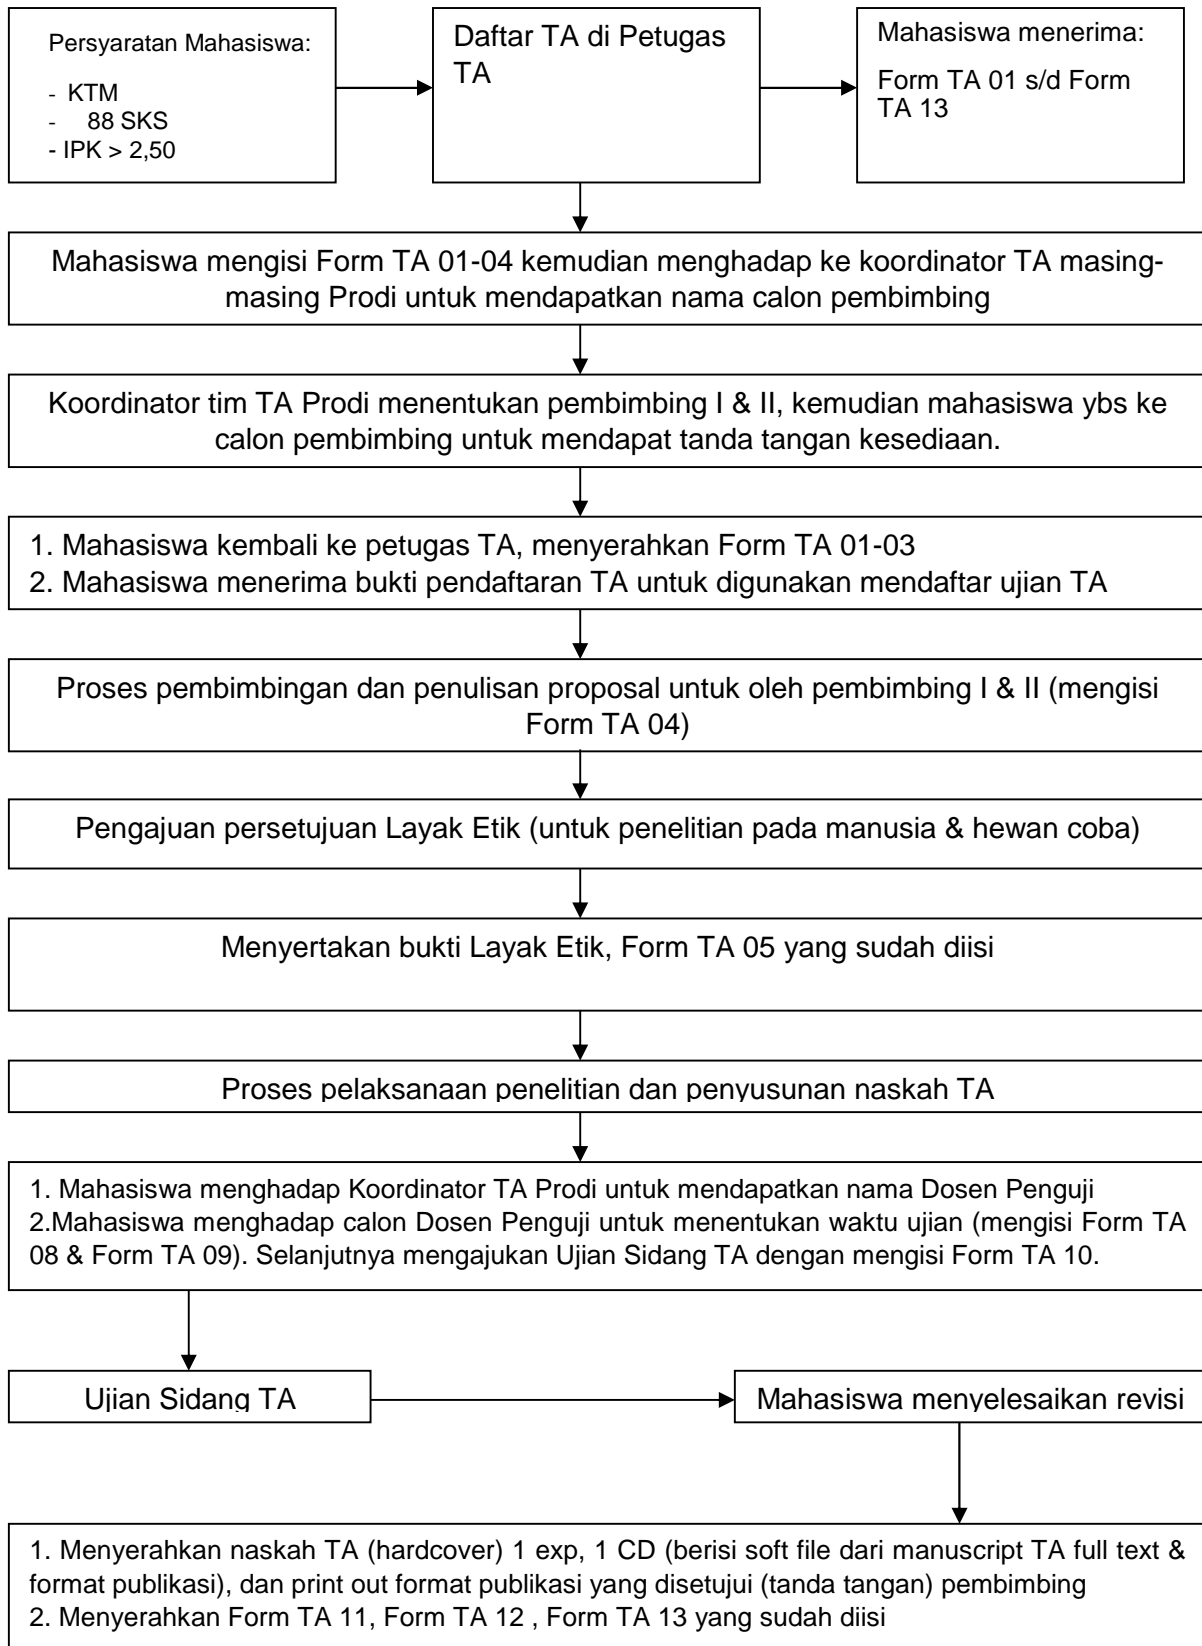 Persyaratan Mahasiswa:
- KTM
- 88 SKS
- IPK > 2,50
Daftar TA di Petugas
TA
Mahasiswa menerima:
Form TA 01 s/d Form
TA 13
Mahasiswa mengisi Form TA 01-04 kemudian menghadap ke koordinator TA masing-
masing Prodi untuk mendapatkan nama calon pembimbing
Koordinator tim TA Prodi menentukan pembimbing I & II, kemudian mahasiswa ybs ke
calon pembimbing untuk mendapat tanda tangan kesediaan.
1. Mahasiswa kembali ke petugas TA, menyerahkan Form TA 01-03
2. Mahasiswa menerima bukti pendaftaran TA untuk digunakan mendaftar ujian TA
Proses pembimbingan dan penulisan proposal untuk oleh pembimbing I & II (mengisi
Form TA 04)
Pengajuan persetujuan Layak Etik (untuk penelitian pada manusia & hewan coba)
Menyertakan bukti Layak Etik, Form TA 05 yang sudah diisi
Proses pelaksanaan penelitian dan penyusunan naskah TA
1. Mahasiswa menghadap Koordinator TA Prodi untuk mendapatkan nama Dosen Penguji
2.Mahasiswa menghadap calon Dosen Penguji untuk menentukan waktu ujian (mengisi Form TA
08 & Form TA 09). Selanjutnya mengajukan Ujian Sidang TA dengan mengisi Form TA 10.
Ujian Sidang TA
Mahasiswa menyelesaikan revisi
1. Menyerahkan naskah TA (hardcover) 1 exp, 1 CD (berisi soft file dari manuscript TA full text &
format publikasi), dan print out format publikasi yang disetujui (tanda tangan) pembimbing
2. Menyerahkan Form TA 11, Form TA 12 , Form TA 13 yang sudah diisi